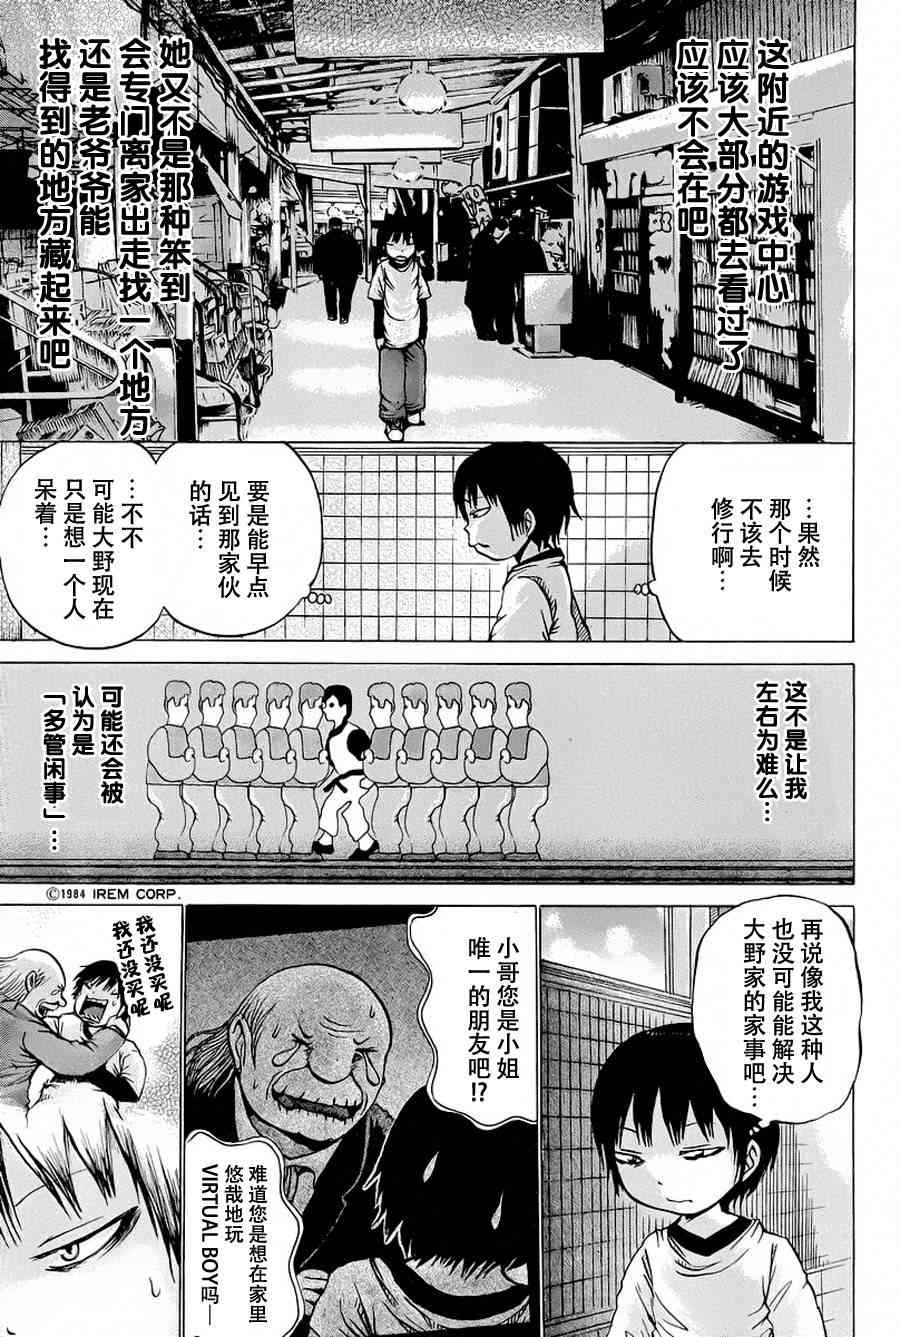 这附近的游戏中心
应该大部分都去看过了
应该不会在吧
她又不是那种笨到
会专门离家出走找一个地方
还是老爷爷能
找得到的地方藏起来吧
…果然
那个时候
不该去
修行啊…
要是能早点
见到那家伙
的话…
…不不
可能大野现在
只是想一个人
呆着…
这不是让我
左右为难么…
可能还会被
认为是
「多管闲事」…
©1984 IREM CORP.
再说像我这种人
也没可能能解决
大野家的家事吧…
小哥您是小姐
唯一的朋友吧!?
难道您是想在家里
悠哉地玩
VIRTUAL BOY吗—
我还没买呢
我还没买呢